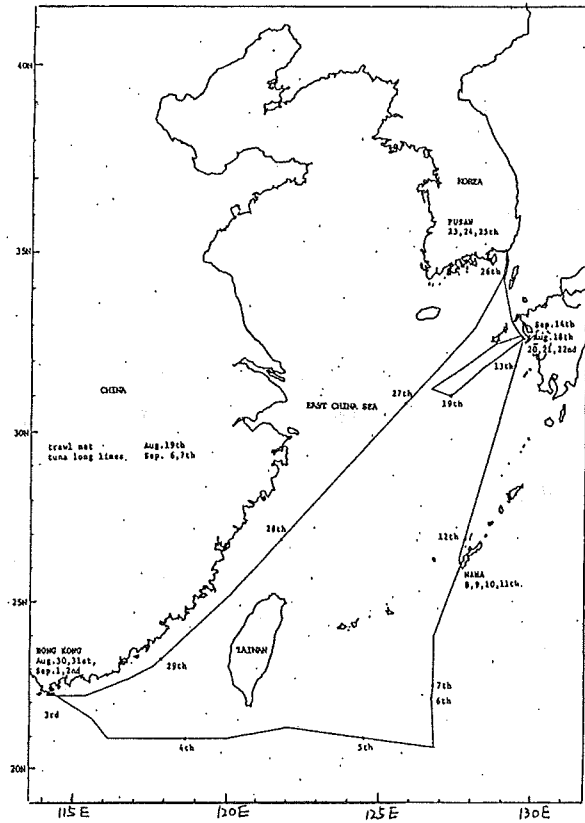 40N
KOREA
PUSAN
23,24,25th
35N
26th
Sep.14th
Aug.18th
20,21,22nd
13th
CHINA
27th
19th
EAST CHINA SEA
30N
trawl net Aug.19th
tuna long lines. Sep. 6,7th
28th
12th
NAHA
8,9,10,11th.
25N
HONG KONG
Aug.30,31st,
Sep.1,2nd
TAIWAN
29th
7th
6th
3rd
4th
5th
20N
115E
120E
125E
130E